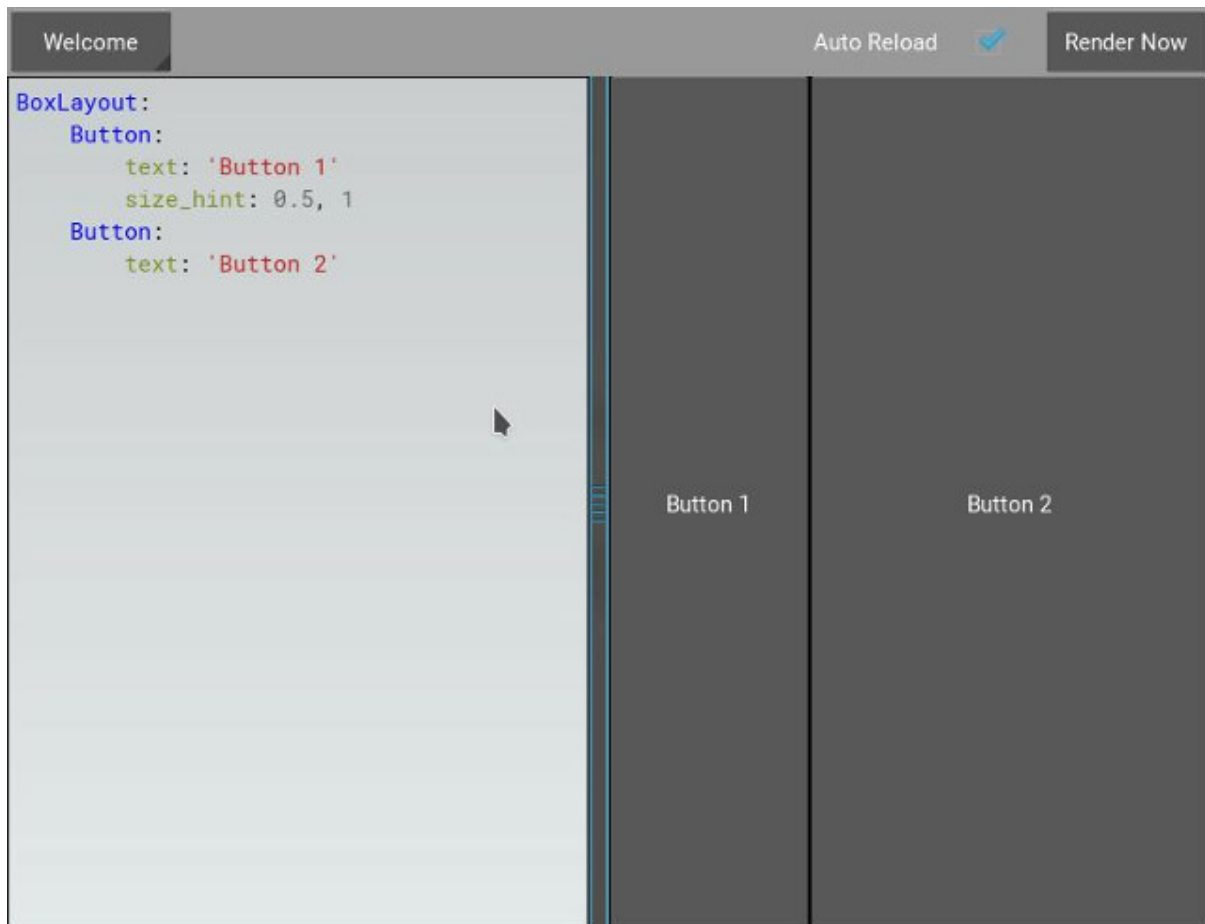 Welcome
Auto Reload
Render Now
BoxLayout:
    Button:
        text: 'Button 1'
        size_hint: 0.5, 1
    Button:
        text: 'Button 2'
Button 1
Button 2